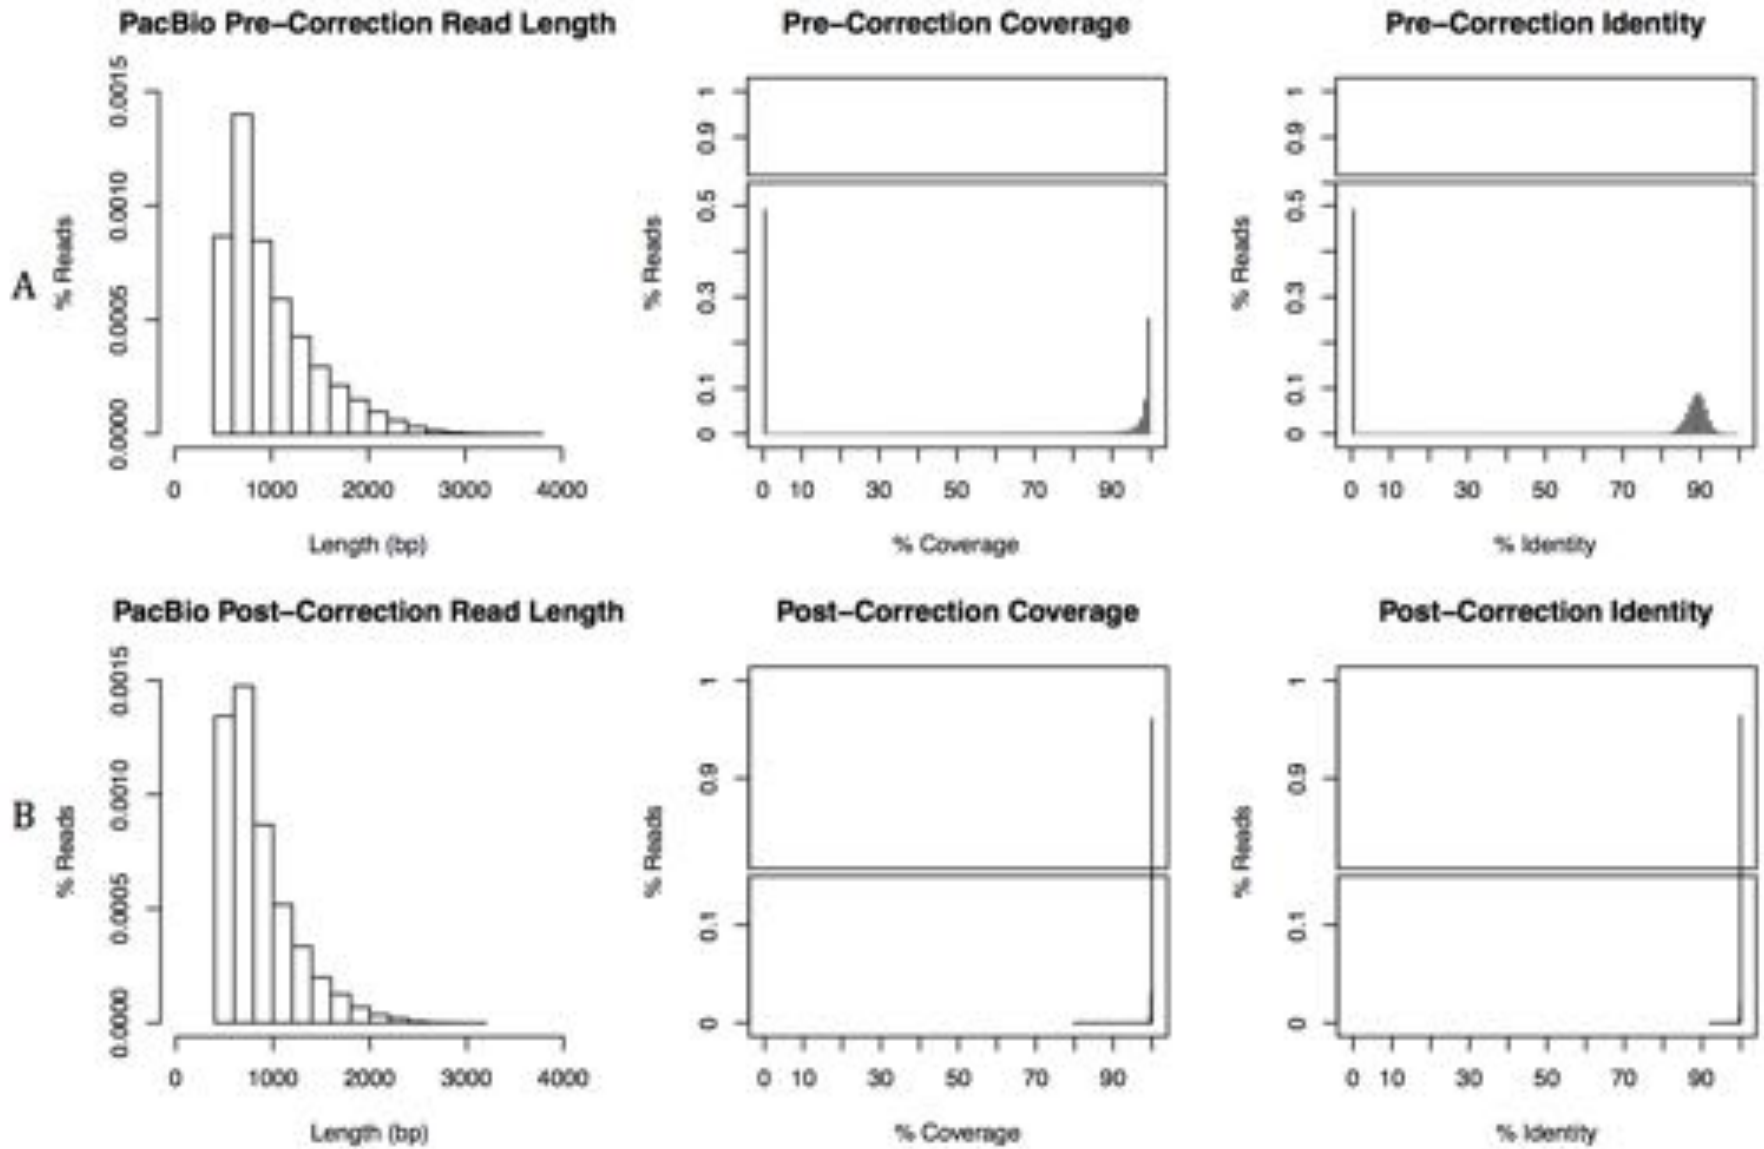 PacBio Pre−Correction Read Length
0.0000 0.0005 0.0010 0.0015
% Reads
0 1000 2000 3000 4000
Length (bp)
Pre−Correction Coverage
0.9 1
0 0.1 0.3 0.5
% Reads
0 10 30 50 70 90
% Coverage
Pre−Correction Identity
0.9 1
0 0.1 0.3 0.5
% Reads
0 10 30 50 70 90
% Identity
A
PacBio Post−Correction Read Length
0.0000 0.0005 0.0010 0.0015
% Reads
0 1000 2000 3000 4000
Length (bp)
Post−Correction Coverage
0.9 1
0 0.1
% Reads
0 10 30 50 70 90
% Coverage
Post−Correction Identity
0.9 1
0 0.1
% Reads
0 10 30 50 70 90
% Identity
B